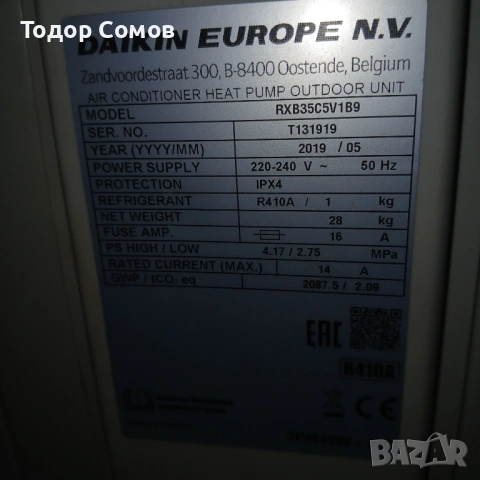 Тодор Сомов
DAIKIN EUROPE N.V.
Zandvoordestraat 300, B-8400 Oostende, Belgium
AIR CONDITIONER HEAT PUMP OUTDOOR UNIT
MODEL RXB35C5V1B9
SER. NO. T131919
YEAR (YYYY/MM) 2019 / 05
POWER SUPPLY 220-240 V ~ 50 Hz
PROTECTION IPX4
REFRIGERANT R410A / 1 kg
NET WEIGHT 28 kg
FUSE AMP. 16 A
PS HIGH / LOW 4.17 / 2.75 MPa
RATED CURRENT (MAX.) 14 A
GWP / tCO₂ eq 2087.5 / 2.09
EAC
R410A
CE
BAZAR